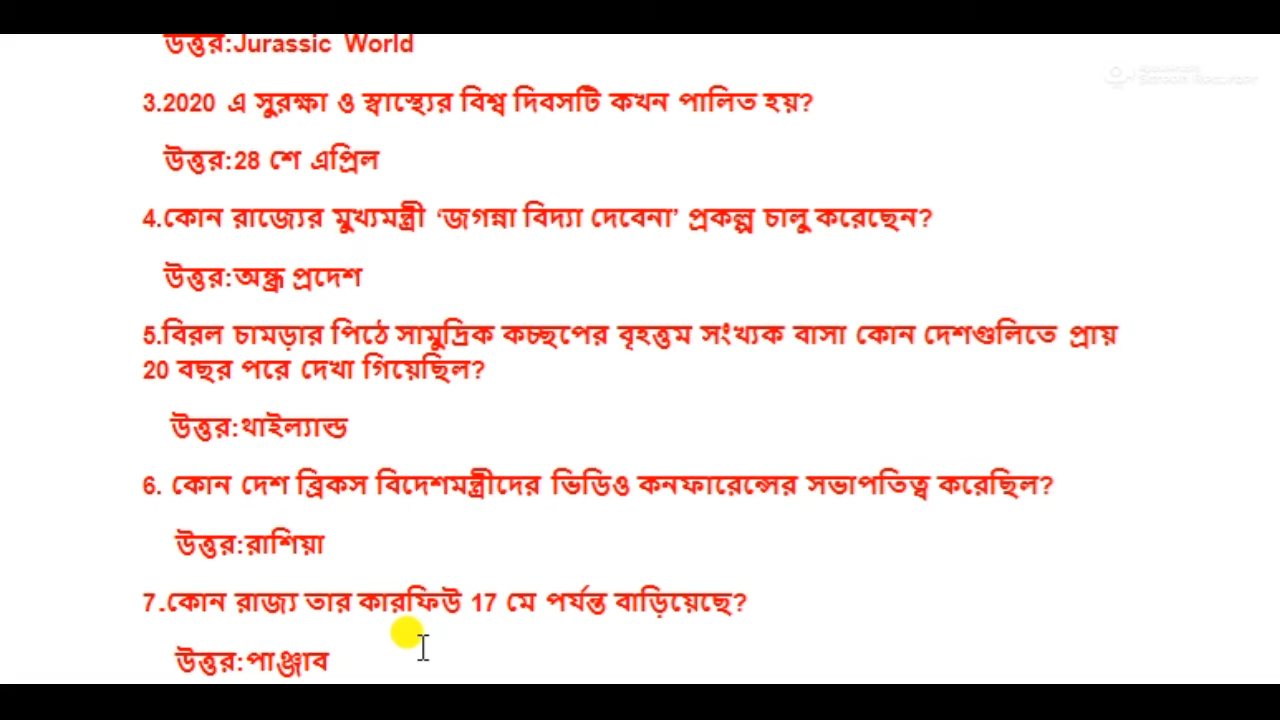 উত্তর:Jurassic World
3.2020 এ সুরক্ষা ও স্বাস্থ্যের বিশ্ব দিবসটি কখন পালিত হয়?
উত্তর:28 শে এপ্রিল
4.কোন রাজ্যের মুখ্যমন্ত্রী ‘জগন্না বিদ্যা দেবেনা’ প্রকল্প চালু করেছেন?
উত্তর:অন্ধ্র প্রদেশ
5.বিরল চামড়ার পিঠে সামুদ্রিক কচ্ছপের বৃহত্তম সংখ্যক বাসা কোন দেশগুলিতে প্রায়
20 বছর পরে দেখা গিয়েছিল?
উত্তর:থাইল্যান্ড
6. কোন দেশ ব্রিকস বিদেশমন্ত্রীদের ভিডিও কনফারেন্সের সভাপতিত্ব করেছিল?
উত্তর:রাশিয়া
7.কোন রাজ্য তার কারফিউ 17 মে পর্যন্ত বাড়িয়েছে?
উত্তর:পাঞ্জাব
Screen Recorder